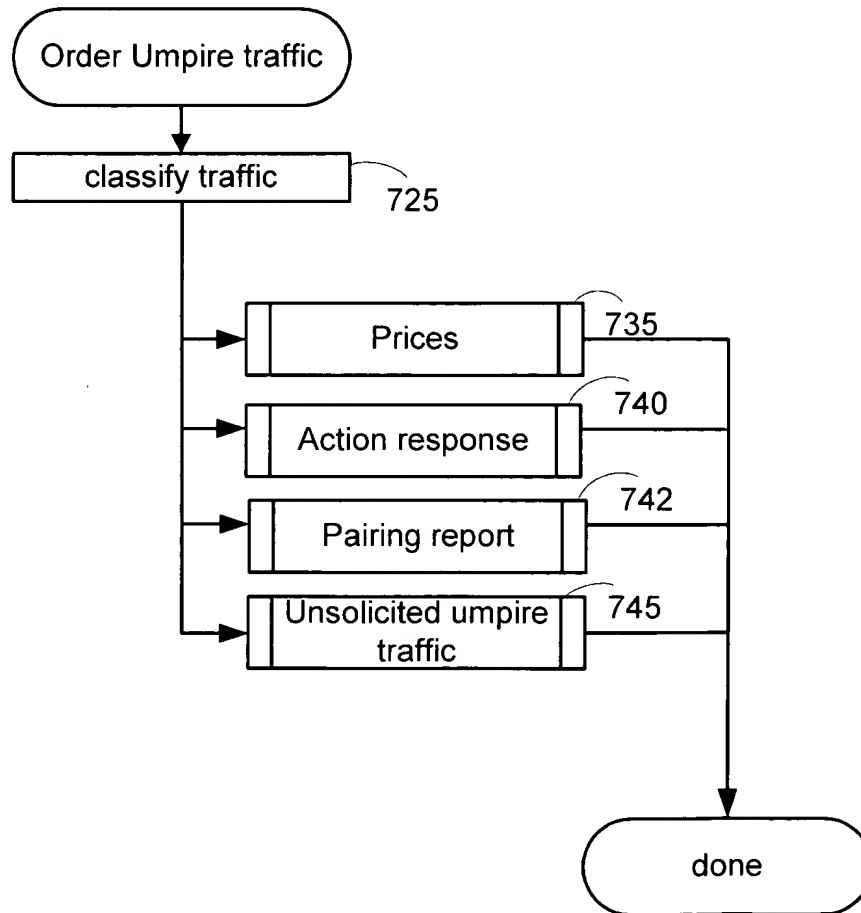 Order Umpire traffic
classify traffic
725
Prices
735
Action response
740
Pairing report
742
Unsolicited umpire
traffic
745
done